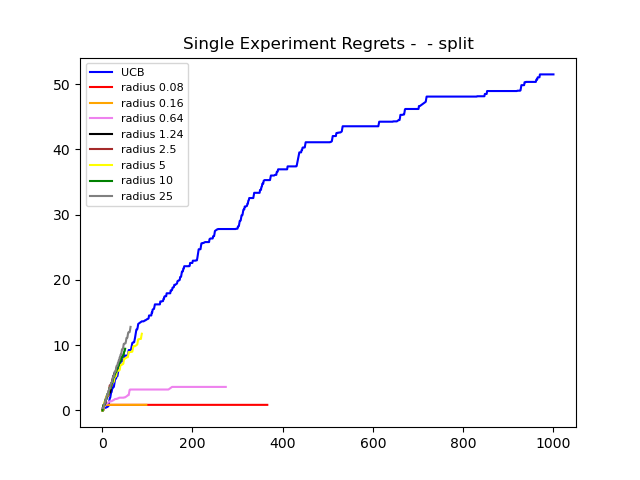 Single Experiment Regrets -  - split
UCB
radius 0.08
radius 0.16
radius 0.64
radius 1.24
radius 2.5
radius 5
radius 10
radius 25
50
40
30
20
10
0
0 200 400 600 800 1000